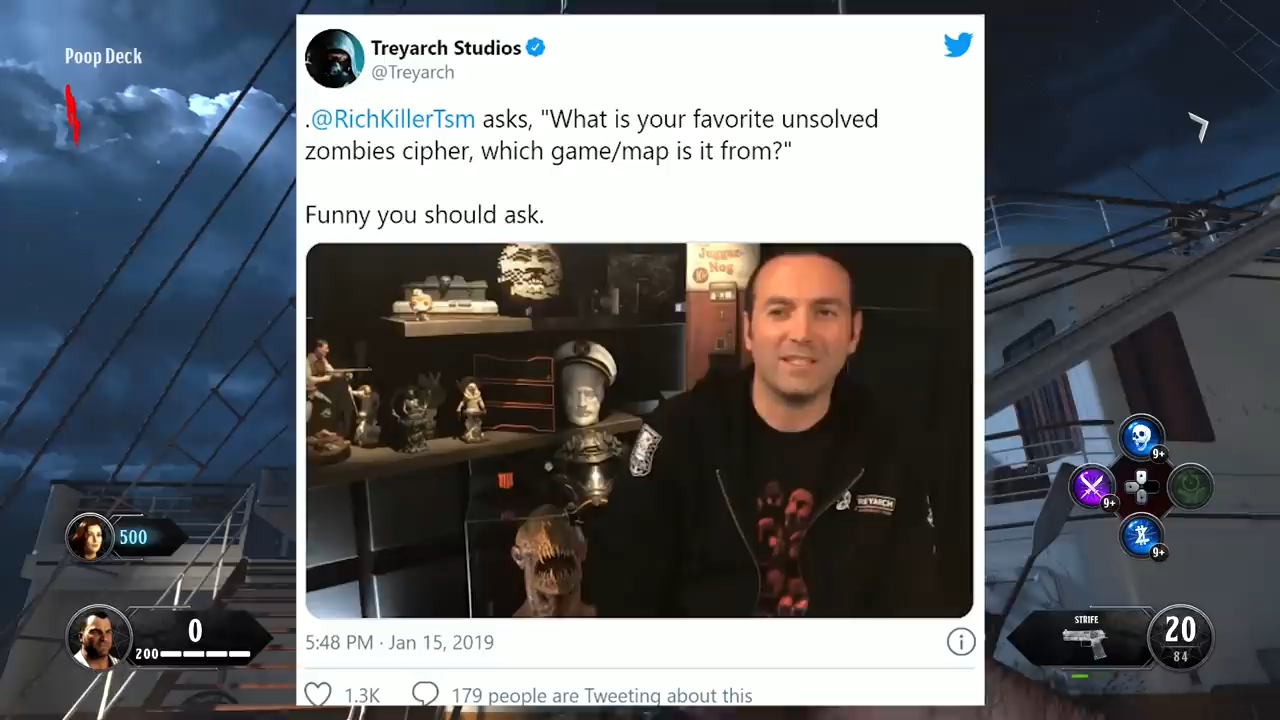 Poop Deck
Treyarch Studios
@Treyarch
.@RichKillerTsm asks, "What is your favorite unsolved
zombies cipher, which game/map is it from?"
Funny you should ask.
Jugger-
Nog
TREYARCH
5:48 PM · Jan 15, 2019
1.3K
179 people are Tweeting about this
500
0
200
9+
9+
9+
STRIFE
20
84